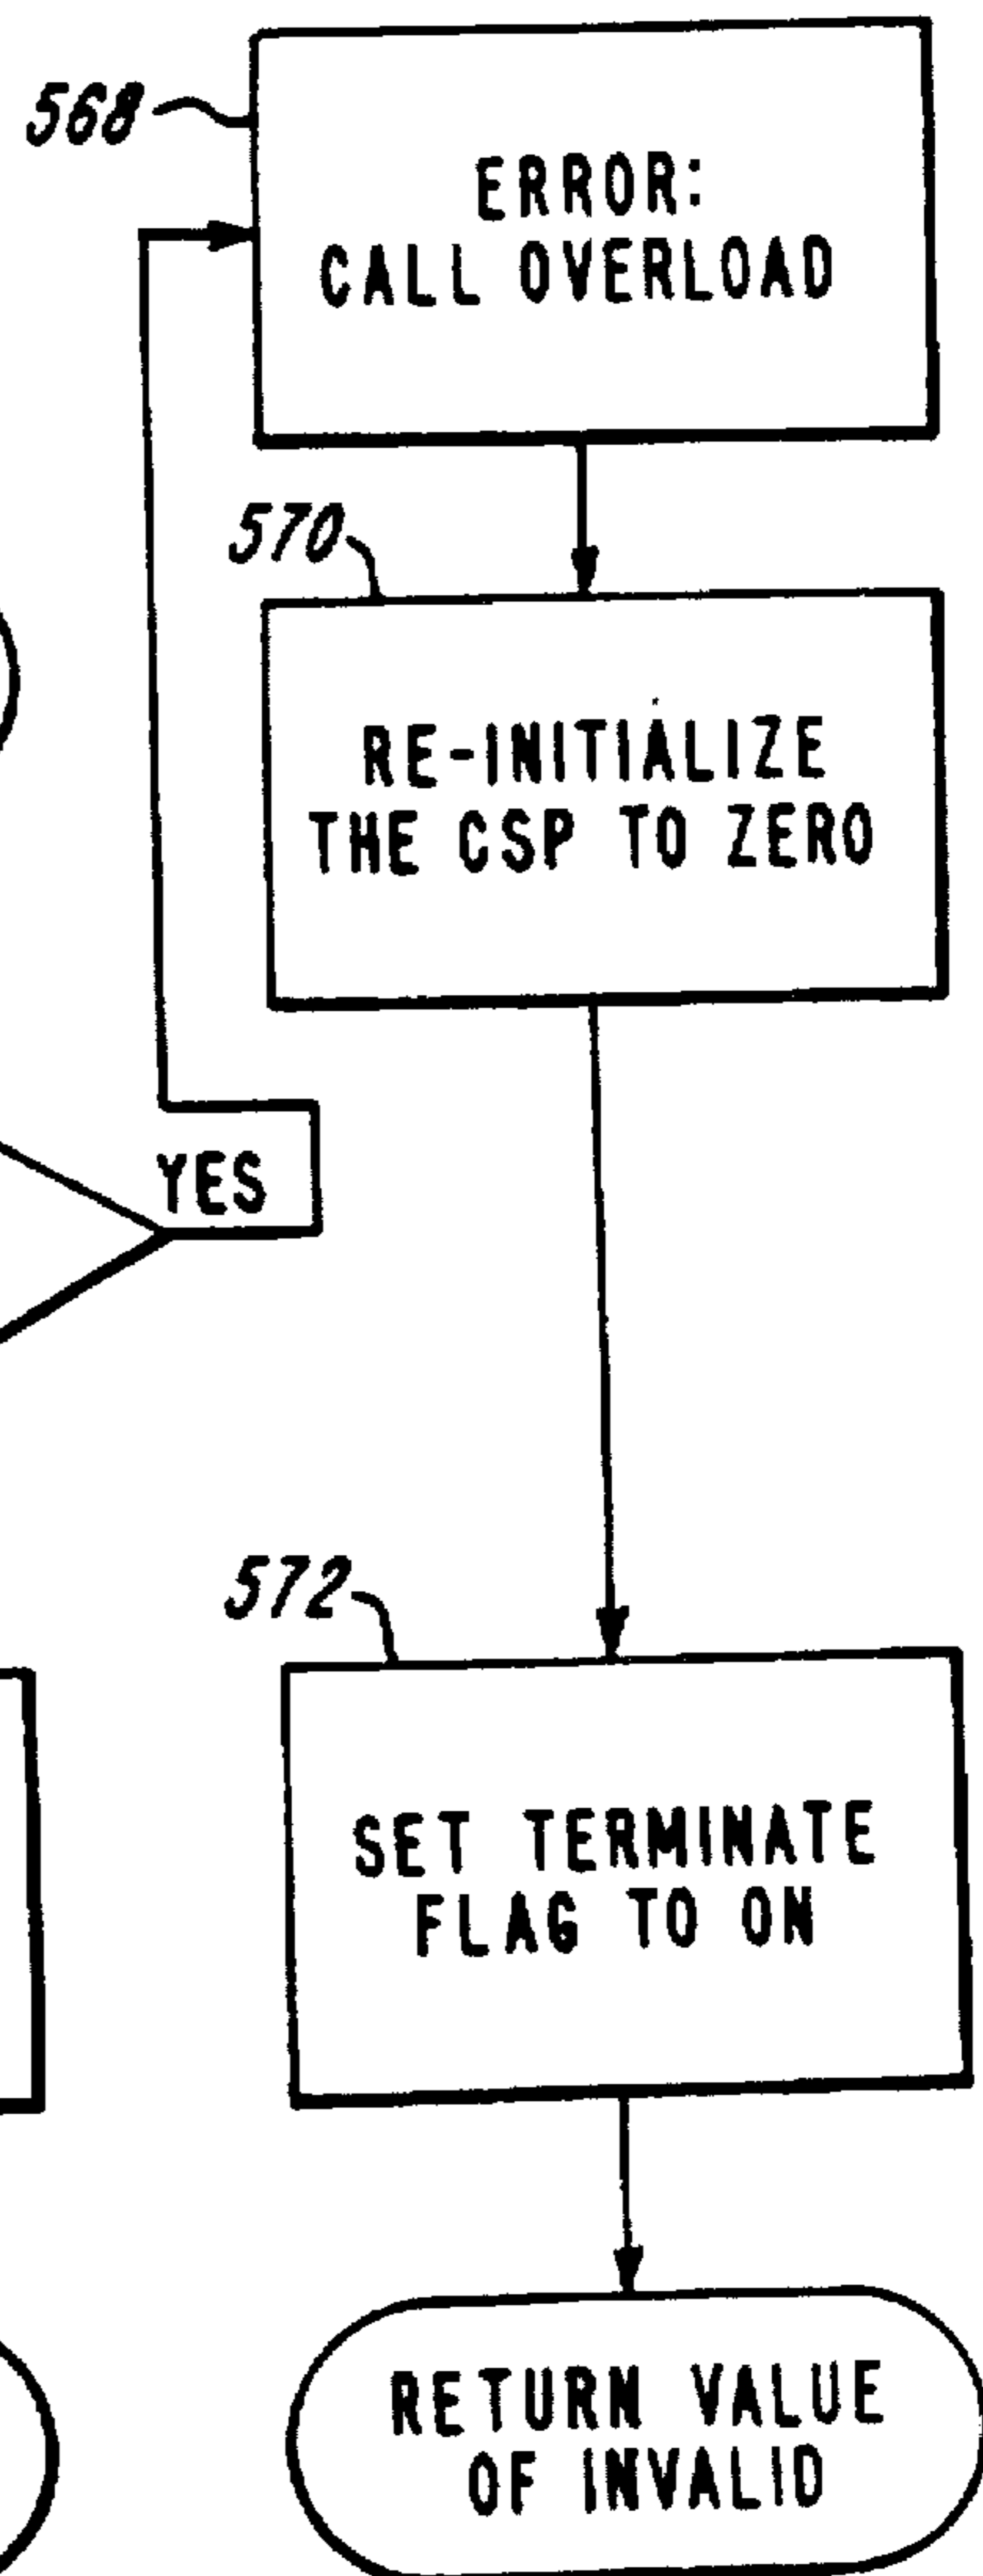 568
ERROR:
CALL OVERLOAD
570
RE-INITIALIZE
THE CSP TO ZERO
YES
572
SET TERMINATE
FLAG TO ON
RETURN VALUE
OF INVALID